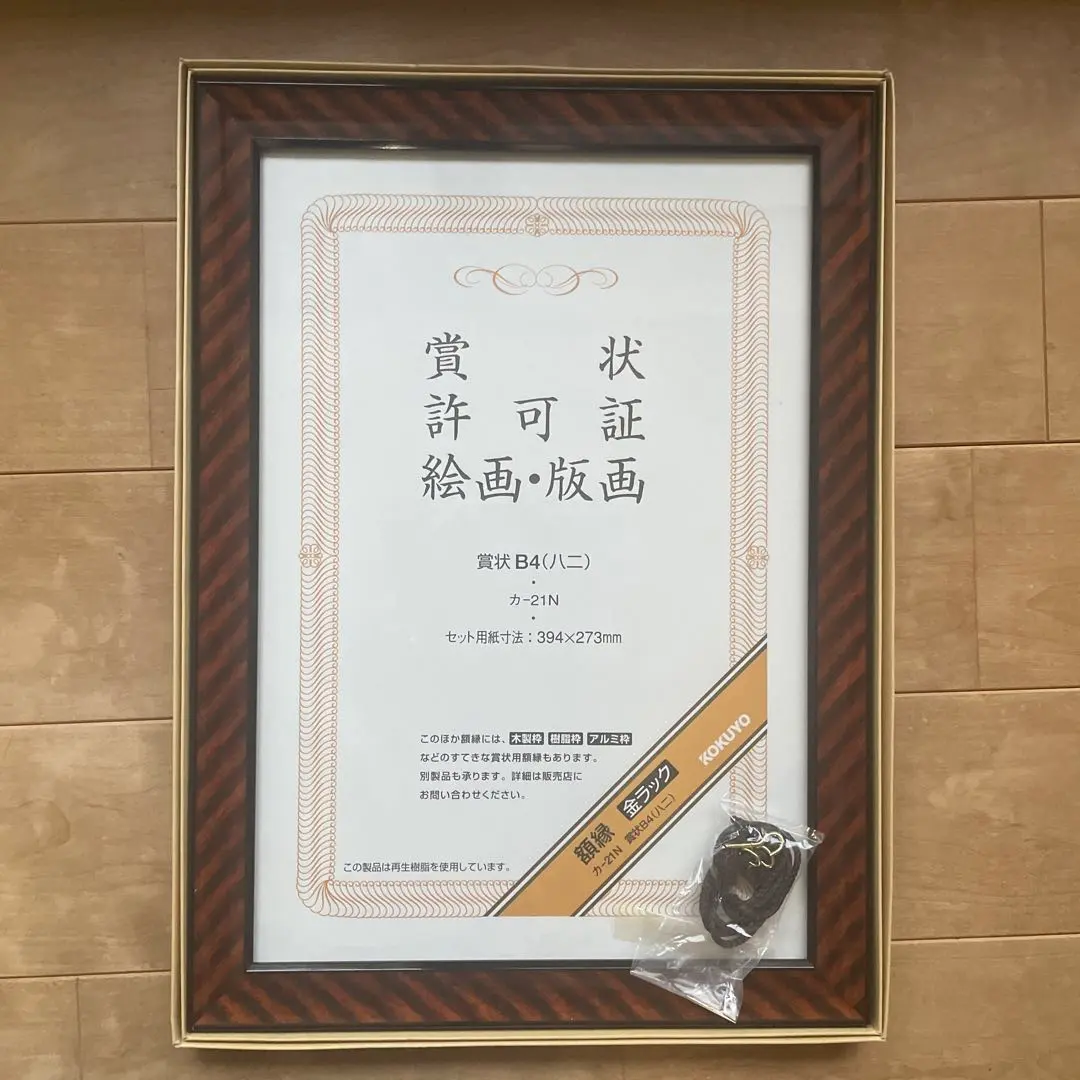 賞状
許可証
絵画・版画
賞状 B4(八二)
・
カ-21N
・
セット用紙寸法：394×273mm
このほか額縁には、木製枠 樹脂枠 アルミ枠
などのすてきな賞状用額縁もあります。
別製品も承ります。詳細は販売店に
お問い合わせください。
この製品は再生樹脂を使用しています。
額縁 金ラック KOKUYO
カ-21N 賞状B4(八二)